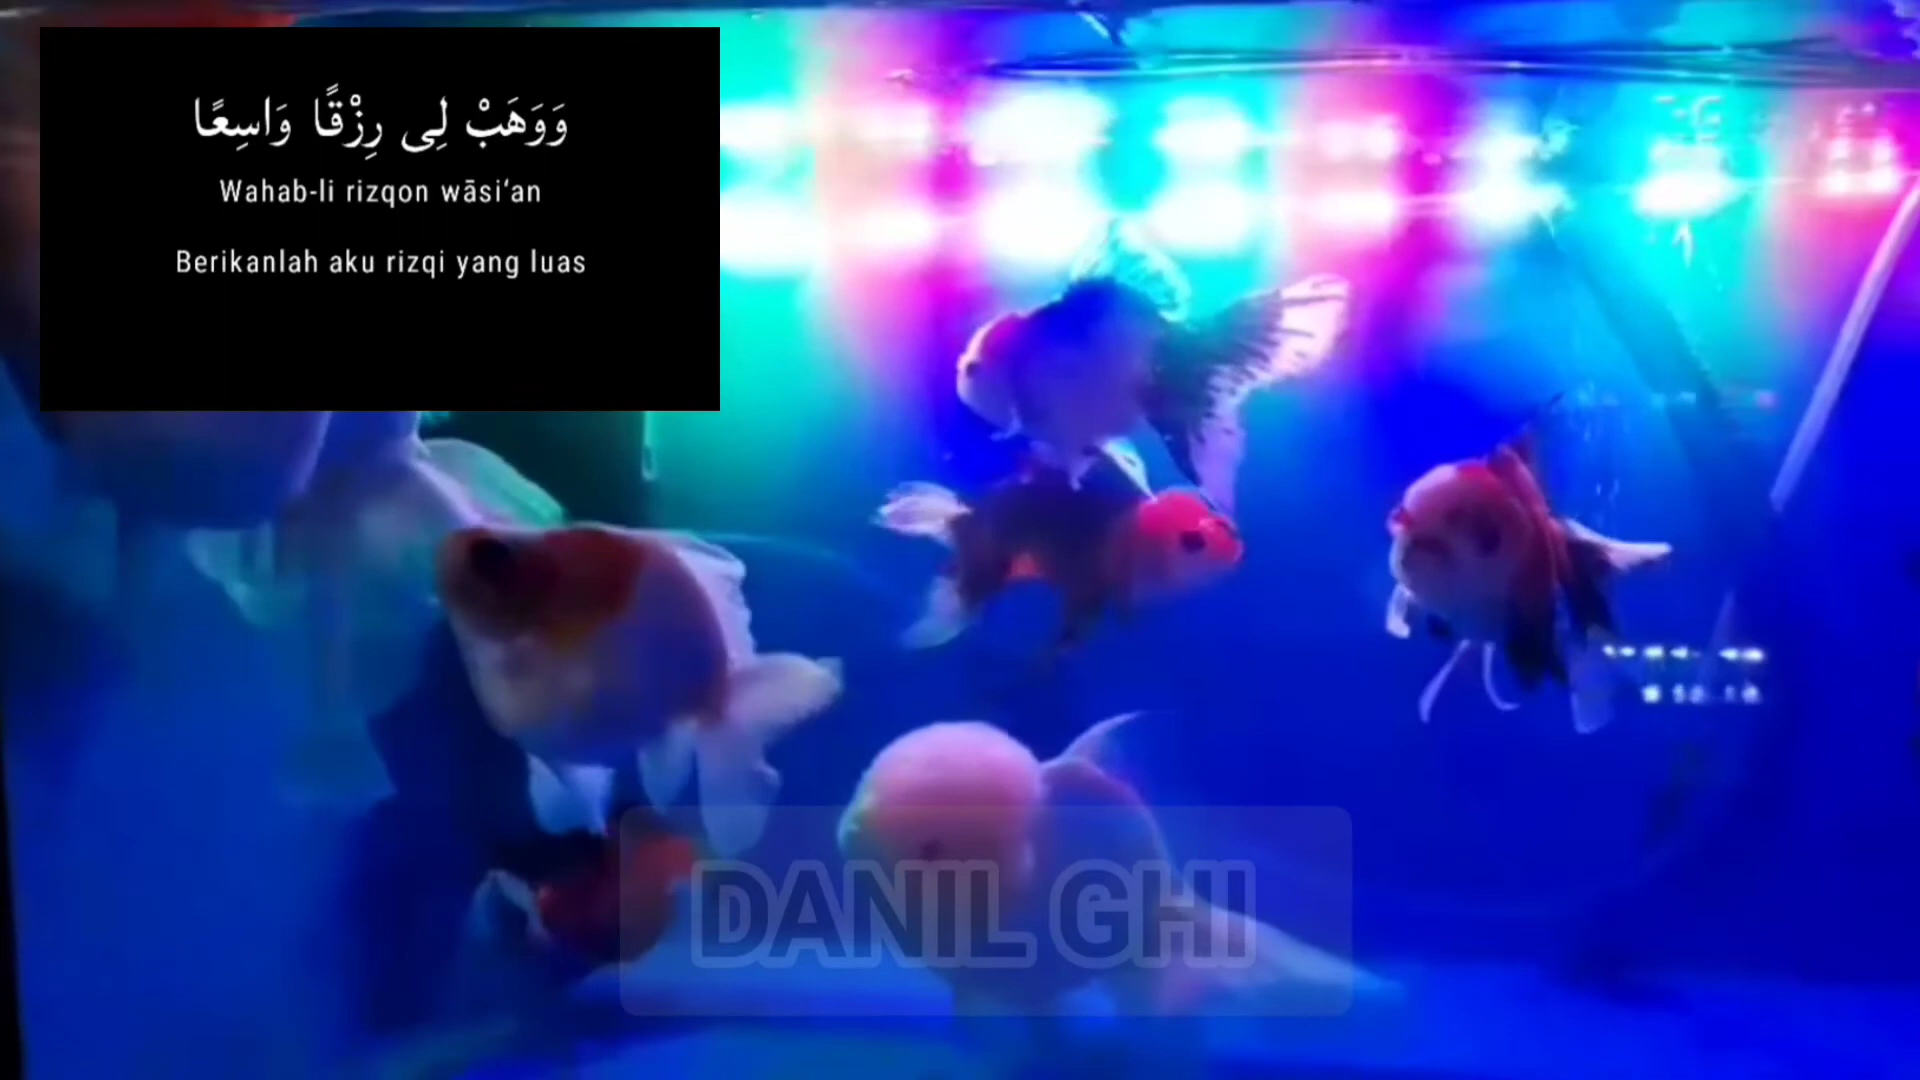 وَوَهَبْ لِى رِزْقًا وَاسِعًا
Wahab-li rizqon wāsi‘an
Berikanlah aku rizqi yang luas
DANIL GHI